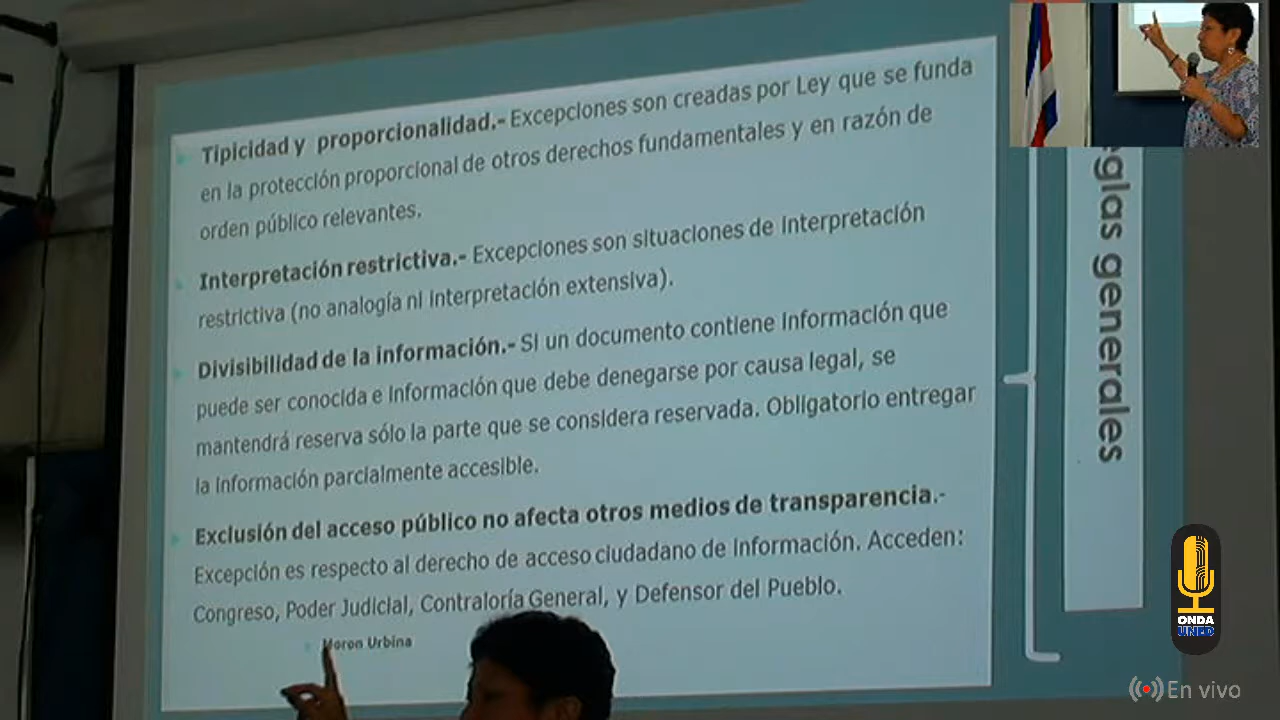 Tipicidad y proporcionalidad.- Excepciones son creadas por Ley que se funda
en la protección proporcional de otros derechos fundamentales y en razón de
orden público relevantes.
Interpretación restrictiva.- Excepciones son situaciones de interpretación
restrictiva (no analogía ni interpretación extensiva).
Divisibilidad de la información.- Si un documento contiene información que
puede ser conocida e información que debe denegarse por causa legal, se
mantendrá reserva sólo la parte que se considera reservada. Obligatorio entregar
la información parcialmente accesible.
Exclusión del acceso público no afecta otros medios de transparencia.-
Excepción es respecto al derecho de acceso ciudadano de información. Acceden:
Congreso, Poder Judicial, Contraloría General, y Defensor del Pueblo.
Moron Urbina
generales
ONDA
UNED
En vivo